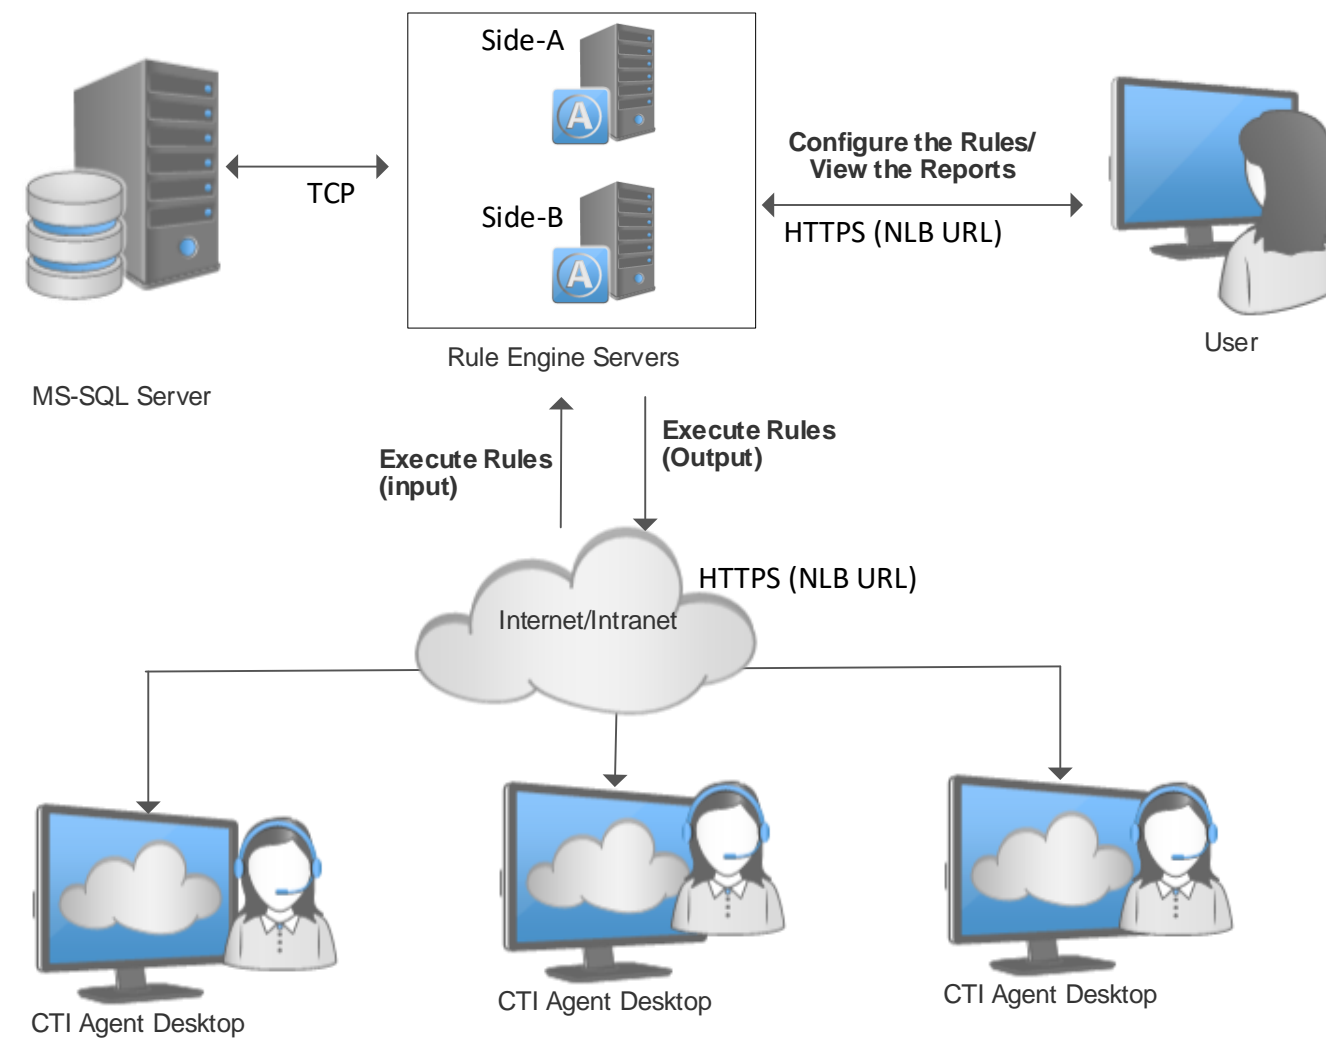 Side-A
A
Configure the Rules/
View the Reports
TCP
Side-B
A
HTTPS (NLB URL)
User
Rule Engine Servers
MS-SQL Server
Execute Rules
(Output)
Execute Rules
(input)
HTTPS (NLB URL)
Internet/Intranet
CTI Agent Desktop
CTI Agent Desktop
CTI Agent Desktop